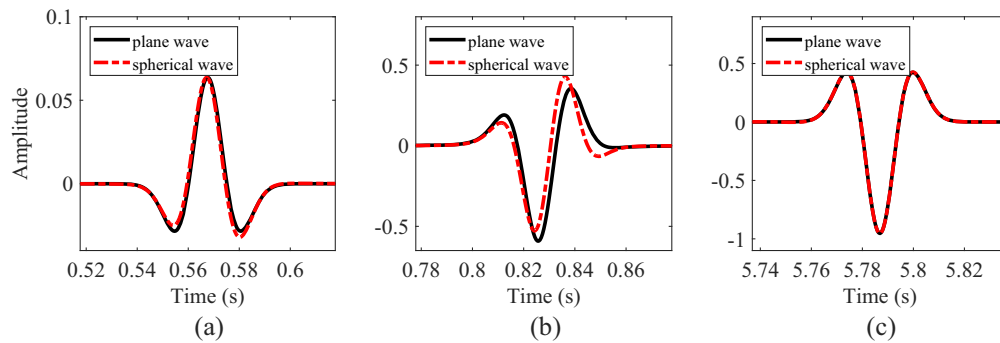 0.1
0.05
0
Amplitude
plane wave
spherical wave
0.52 0.54 0.56 0.58 0.6
Time (s)
(a)
0.5
0
-0.5
plane wave
spherical wave
0.78 0.8 0.82 0.84 0.86
Time (s)
(b)
0.5
0
-0.5
-1
plane wave
spherical wave
5.74 5.76 5.78 5.8 5.82
Time (s)
(c)